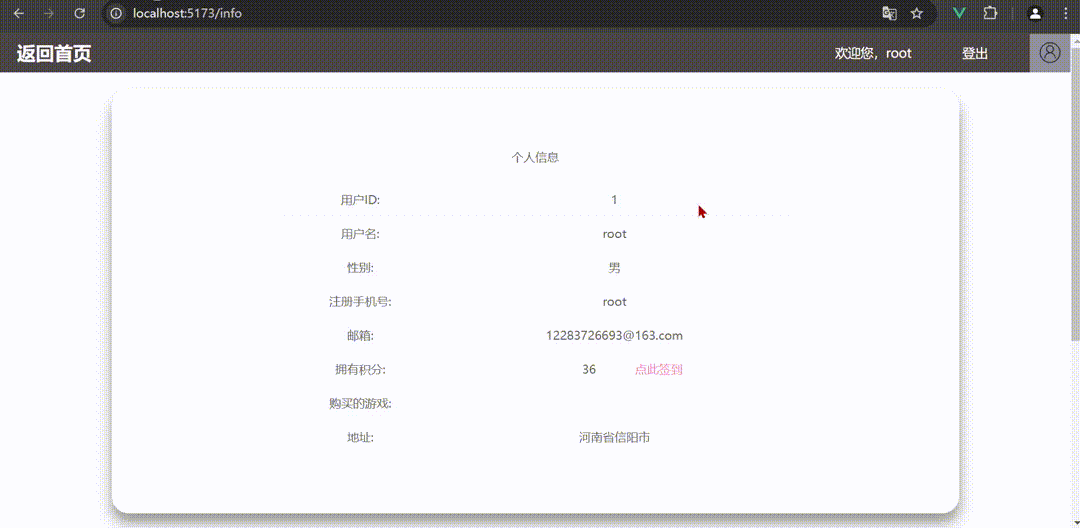 localhost:5173/info
返回首页 欢迎您，root 登出
个人信息
用户ID: 1
用户名: root
性别: 男
注册手机号: root
邮箱: 12283726693@163.com
拥有积分: 36 点此签到
购买的游戏:
地址: 河南省信阳市